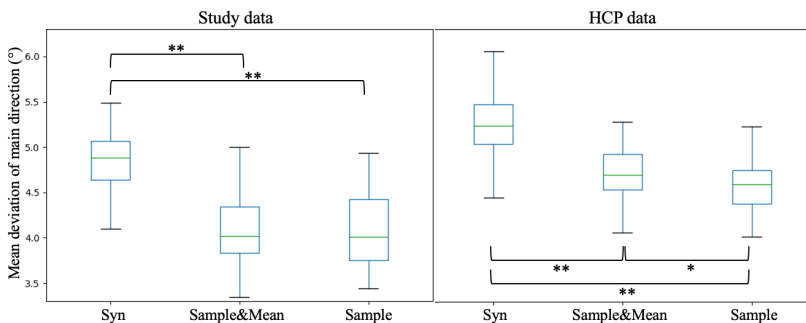 Study data
HCP data
Mean deviation of main direction (°)
6.0
5.5
5.0
4.5
4.0
3.5
**
**
**
*
**
Syn
Sample&Mean
Sample
Syn
Sample&Mean
Sample